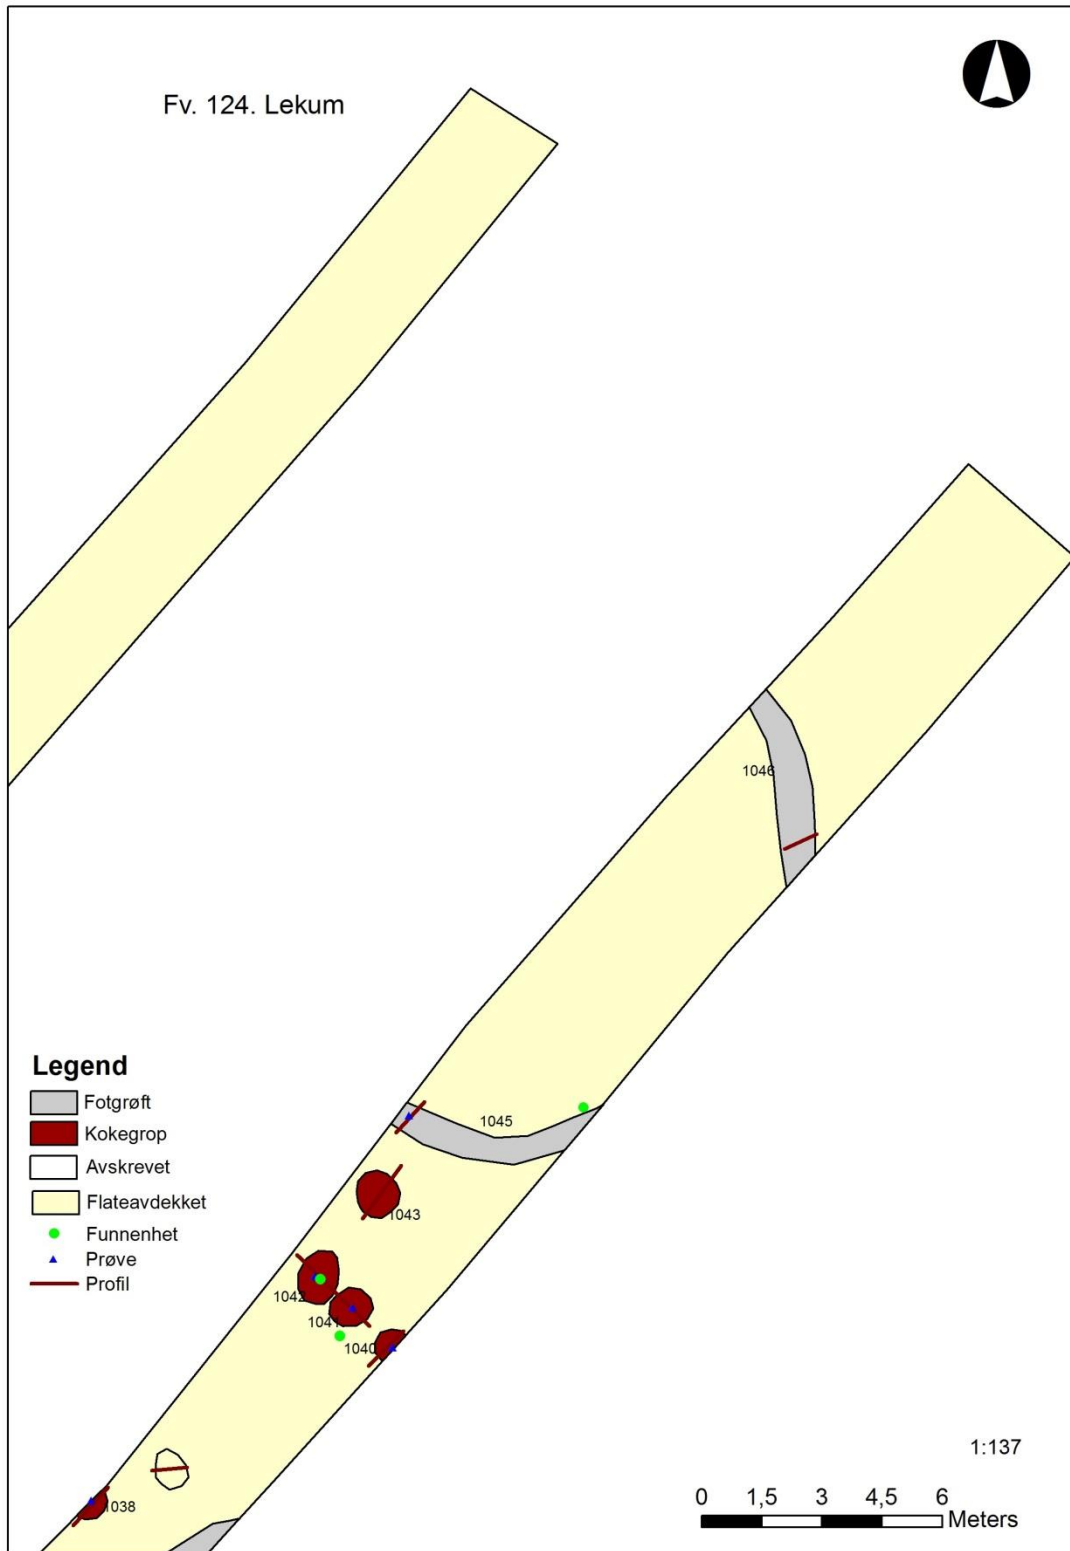 Fv. 124. Lekum
1046
Legend
Fotgrøft
Kokegrop
Avskrevet
Flateavdekket
Funnenhet
Prøve
Profil
1045
1043
1042
1041
1040
1038
1:137
0 1,5 3 4,5 6
Meters